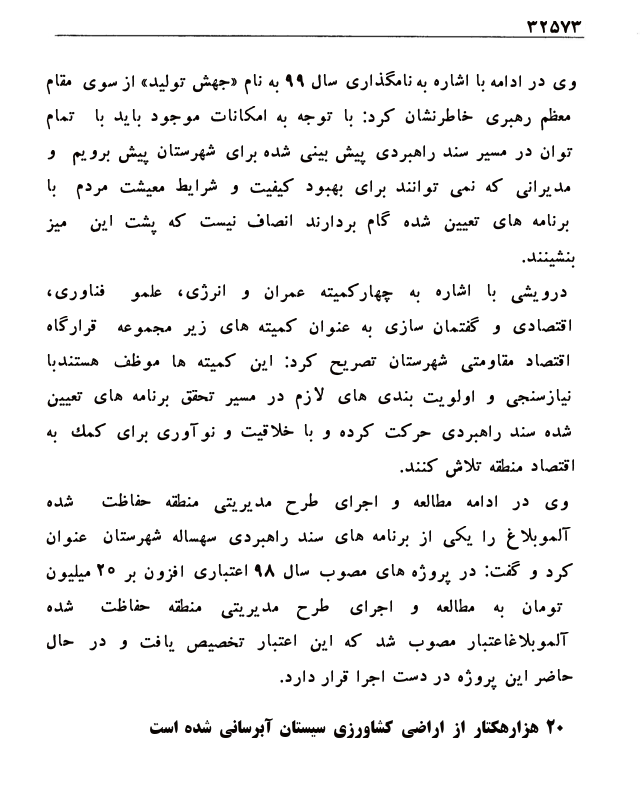 ۳۲۵۷۳
وی در ادامه با اشاره به نامگذاری سال ۹۹ به نام «جهش تولید» از سوی مقام
معظم رهبری خاطرنشان کرد: با توجه به امکانات موجود باید با تمام
توان در مسیر سند راهبردی پیش بینی شده برای شهرستان پیش برویم و
مدیرانی که نمی توانند برای بهبود کیفیت و شرایط معیشت مردم با
برنامه های تعیین شده گام بردارند انصاف نیست که پشت این میز
بنشینند.
درویشی با اشاره به چهارکمیته عمران و انرژی، علمو فناوری،
اقتصادی و گفتمان سازی به عنوان کمیته های زیر مجموعه قرارگاه
اقتصاد مقاومتی شهرستان تصریح کرد: این کمیته ها موظف هستندبا
نیازسنجی و اولویت بندی های لازم در مسیر تحقق برنامه های تعیین
شده سند راهبردی حرکت کرده و با خلاقیت و نوآوری برای کمك به
اقتصاد منطقه تلاش کنند.
وی در ادامه مطالعه و اجرای طرح مدیریتی منطقه حفاظت شده
آلموبلاغ را یکی از برنامه های سند راهبردی سهساله شهرستان عنوان
کرد و گفت: در پروژه های مصوب سال ۹۸ اعتباری افزون بر ۲۵ میلیون
تومان به مطالعه و اجرای طرح مدیریتی منطقه حفاظت شده
آلموبلاغاعتبار مصوب شد که این اعتبار تخصیص یافت و در حال
حاضر این پروژه در دست اجرا قرار دارد.
۲۰ هزارهکتار از اراضی کشاورزی سیستان آبرسانی شده است